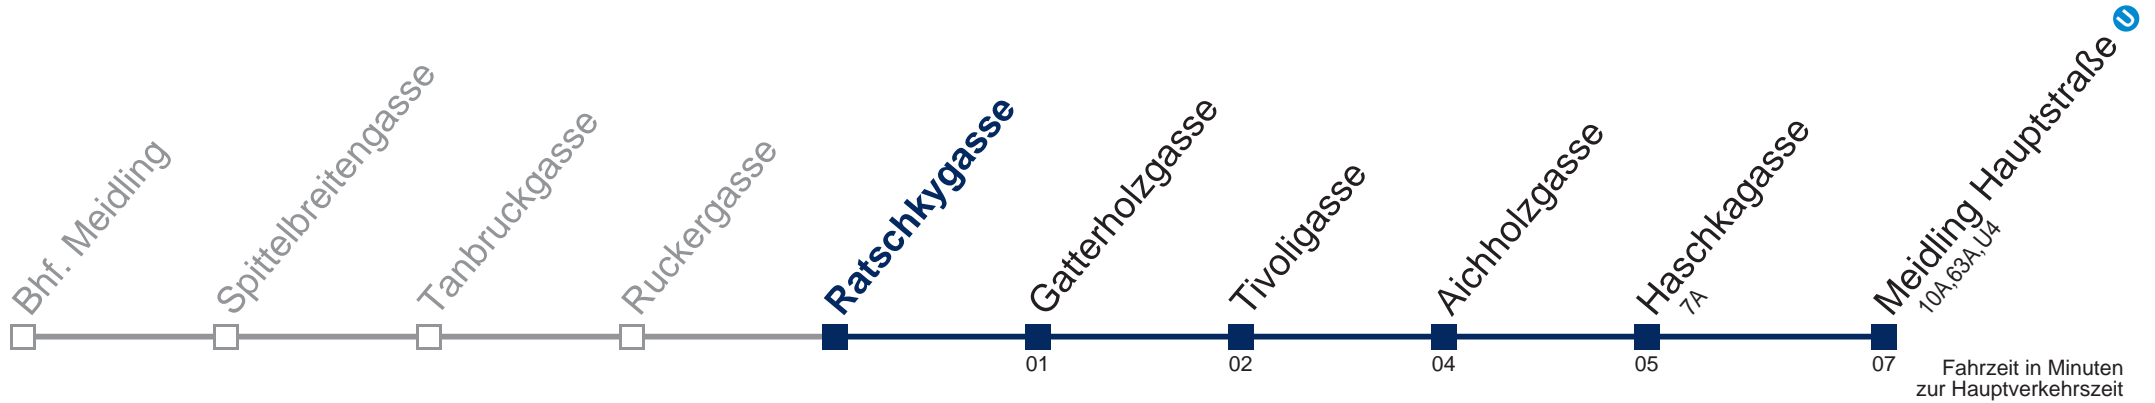 Bhf. Meidling
Spittelbreitengasse
Tanbruckgasse
Ruckergasse
Ratschkygasse
Gatterholzgasse
Tivoligasse
Aichholzgasse
Haschkagasse
7A
Meidling Hauptstraße U
10A,63A,U4
01
02
04
05
07
Fahrzeit in Minuten
zur Hauptverkehrszeit